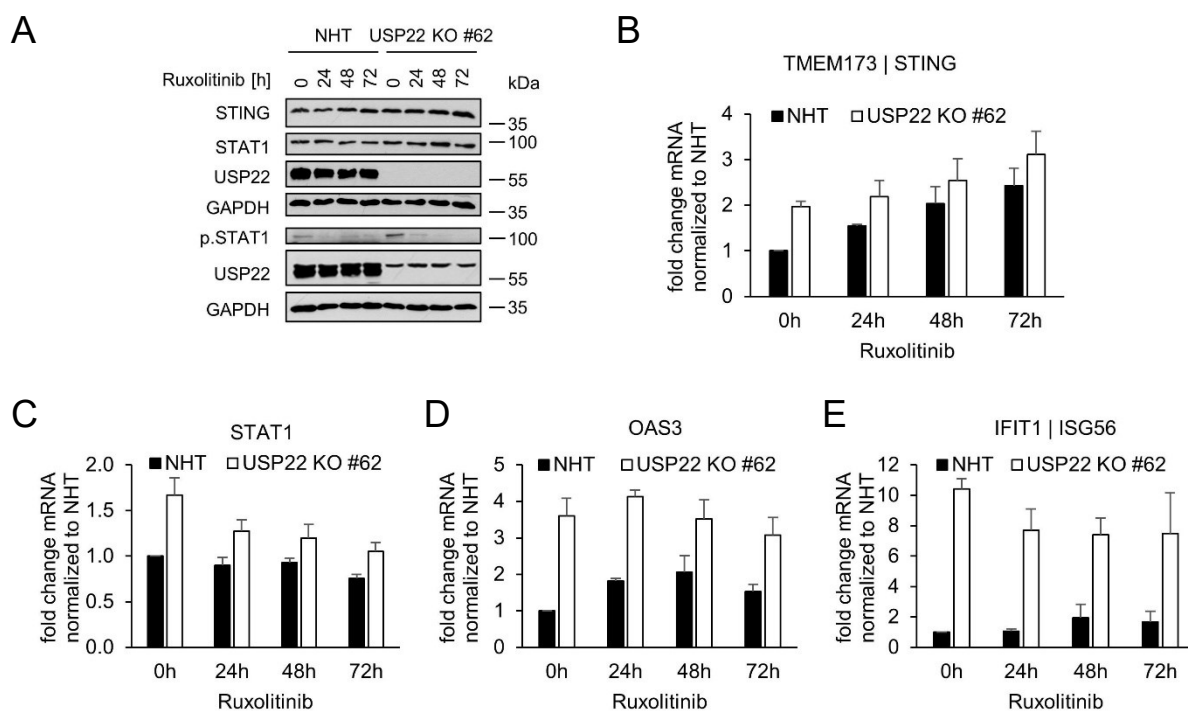 A
NHT USP22 KO #62
Ruxolitinib [h] 0 24 48 72 0 24 48 72 kDa
STING
35
STAT1 100
USP22 55
GAPDH 35
p.STAT1 100
USP22 55
GAPDH 35
B
TMEM173 | STING
NHT USP22 KO #62
fold change mRNA
normalized to NHT
4
3
2
1
0
0h 24h 48h 72h
Ruxolitinib
C
STAT1
NHT USP22 KO #62
fold change mRNA
normalized to NHT
2.0
1.5
1.0
0.5
0.0
0h 24h 48h 72h
Ruxolitinib
D
OAS3
NHT USP22 KO #62
fold change mRNA
normalized to NHT
5
4
3
2
1
0
0h 24h 48h 72h
Ruxolitinib
E
IFIT1 | ISG56
NHT USP22 KO #62
fold change mRNA
normalized to NHT
12
10
8
6
4
2
0
0h 24h 48h 72h
Ruxolitinib